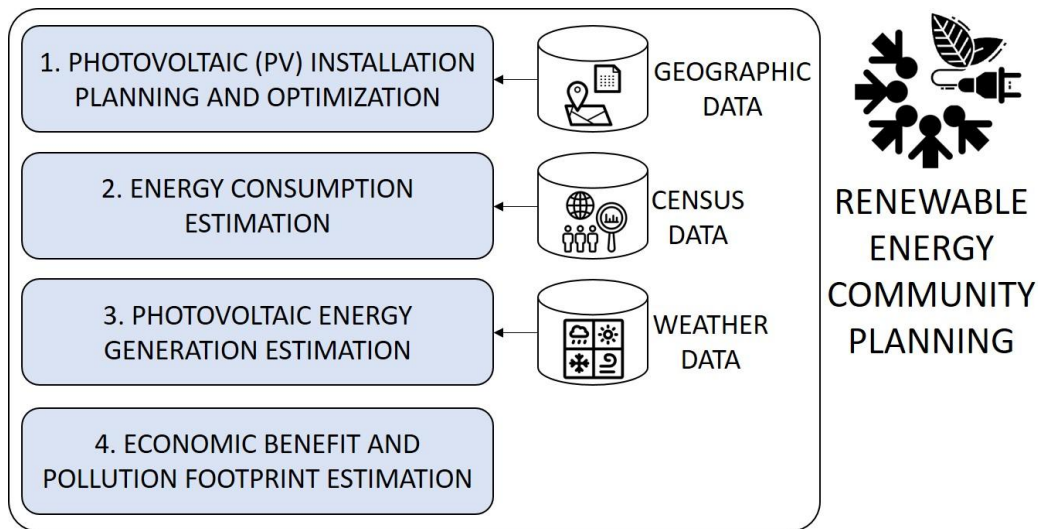 1. PHOTOVOLTAIC (PV) INSTALLATION
PLANNING AND OPTIMIZATION
GEOGRAPHIC
DATA
2. ENERGY CONSUMPTION
ESTIMATION
CENSUS
DATA
3. PHOTOVOLTAIC ENERGY
GENERATION ESTIMATION
WEATHER
DATA
4. ECONOMIC BENEFIT AND
POLLUTION FOOTPRINT ESTIMATION
RENEWABLE
ENERGY
COMMUNITY
PLANNING